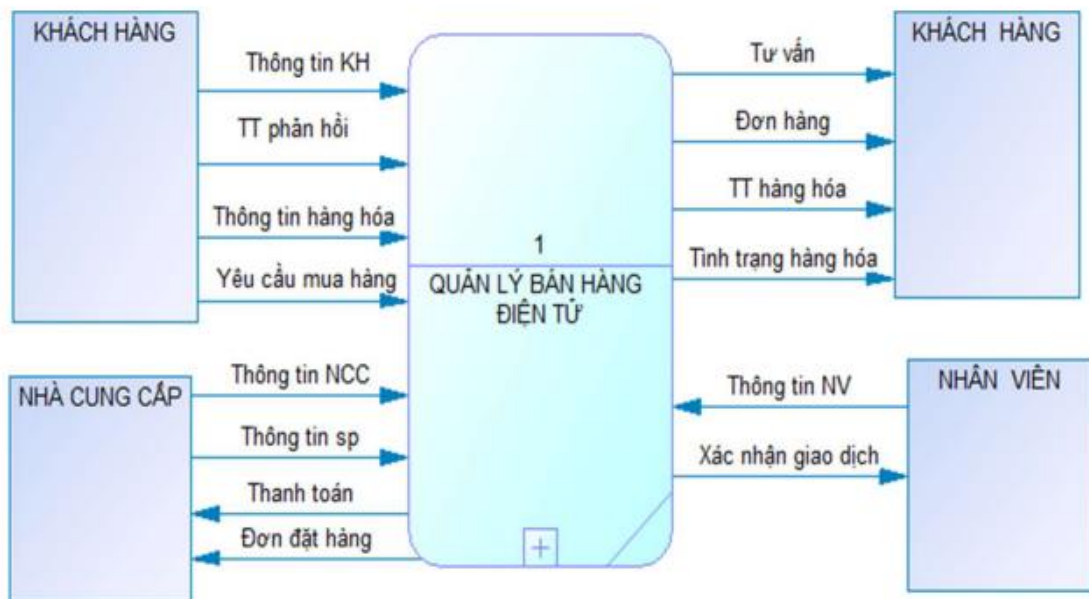 KHÁCH HÀNG
Thông tin KH
TT phản hồi
Thông tin hàng hóa
Yêu cầu mua hàng
1
QUẢN LÝ BÁN HÀNG
ĐIỆN TỬ
Tư vấn
Đơn hàng
TT hàng hóa
Tình trạng hàng hóa
KHÁCH HÀNG
NHÀ CUNG CẤP
Thông tin NCC
Thông tin sp
Thanh toán
Đơn đặt hàng
Thông tin NV
Xác nhận giao dịch
NHÂN VIÊN